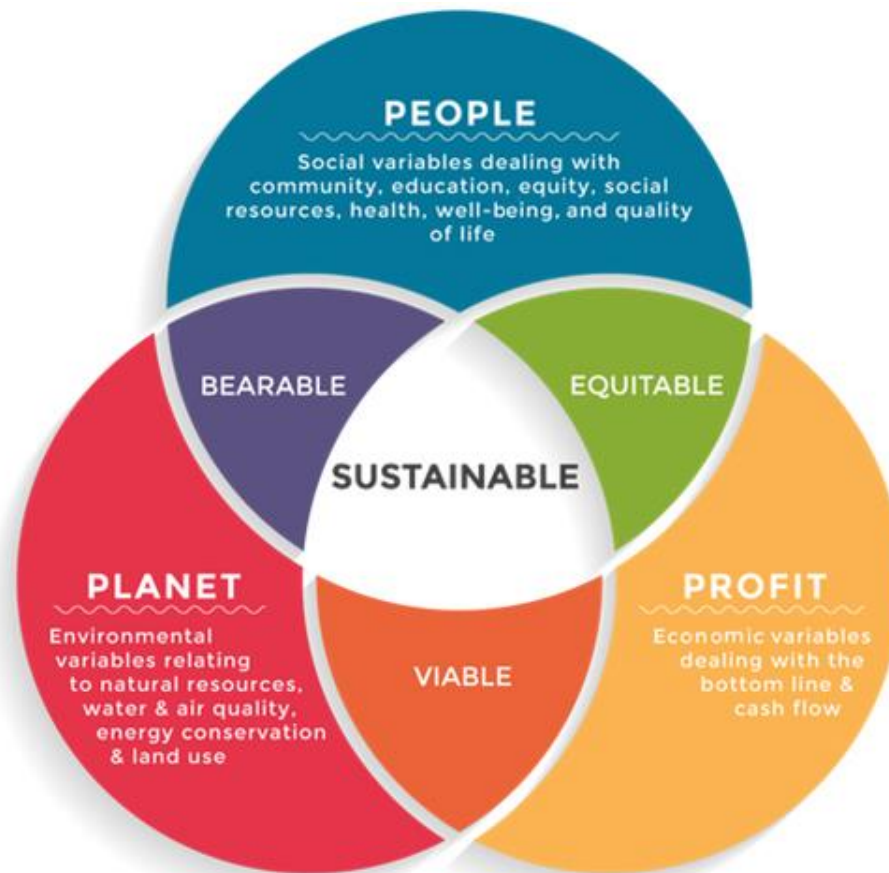 PEOPLE
Social variables dealing with
community, education, equity, social
resources, health, well-being, and quality
of life
BEARABLE
EQUITABLE
SUSTAINABLE
PLANET
Environmental
variables relating
to natural resources,
water & air quality,
energy conservation
& land use
PROFIT
Economic variables
dealing with the
bottom line &
cash flow
VIABLE